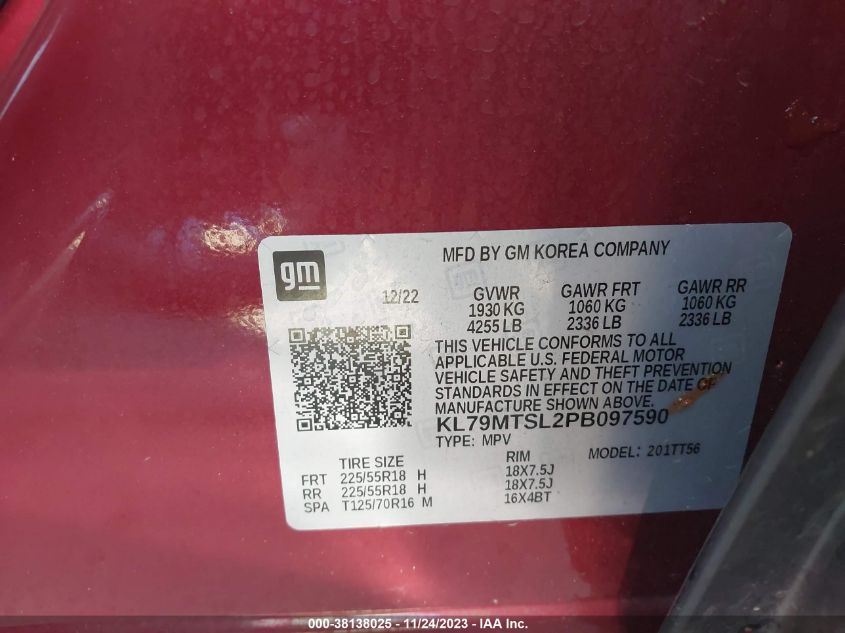 gm
MFD BY GM KOREA COMPANY
12/22
GVWR GAWR FRT GAWR RR
1930 KG 1060 KG 1060 KG
4255 LB 2336 LB 2336 LB
THIS VEHICLE CONFORMS TO ALL
APPLICABLE U.S. FEDERAL MOTOR
VEHICLE SAFETY AND THEFT PREVENTION
STANDARDS IN EFFECT ON THE DATE OF
MANUFACTURE SHOWN ABOVE.
KL79MTSL2PB097590
TYPE: MPV MODEL: 201TT56
TIRE SIZE RIM
FRT 225/55R18 H 18X7.5J
RR 225/55R18 H 18X7.5J
SPA T125/70R16 M 16X4BT
000-38138025 - 11/24/2023 - IAA Inc.